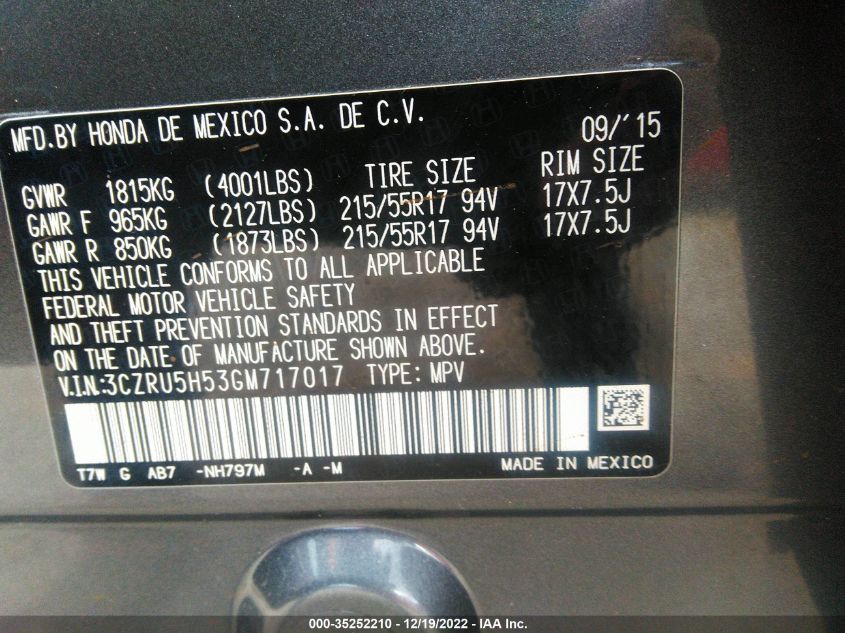 MFD.BY HONDA DE MEXICO S.A. DE C.V. 09/'15
GVWR 1815KG (4001LBS) TIRE SIZE RIM SIZE
GAWR F 965KG (2127LBS) 215/55R17 94V 17X7.5J
GAWR R 850KG (1873LBS) 215/55R17 94V 17X7.5J
THIS VEHICLE CONFORMS TO ALL APPLICABLE
FEDERAL MOTOR VEHICLE SAFETY
AND THEFT PREVENTION STANDARDS IN EFFECT
ON THE DATE OF MANUFACTURE SHOWN ABOVE.
V.I.N.:3CZRU5H53GM717017 TYPE: MPV
T7W G AB7 -NH797M -A -M MADE IN MEXICO
000-35252210 - 12/19/2022 - IAA Inc.